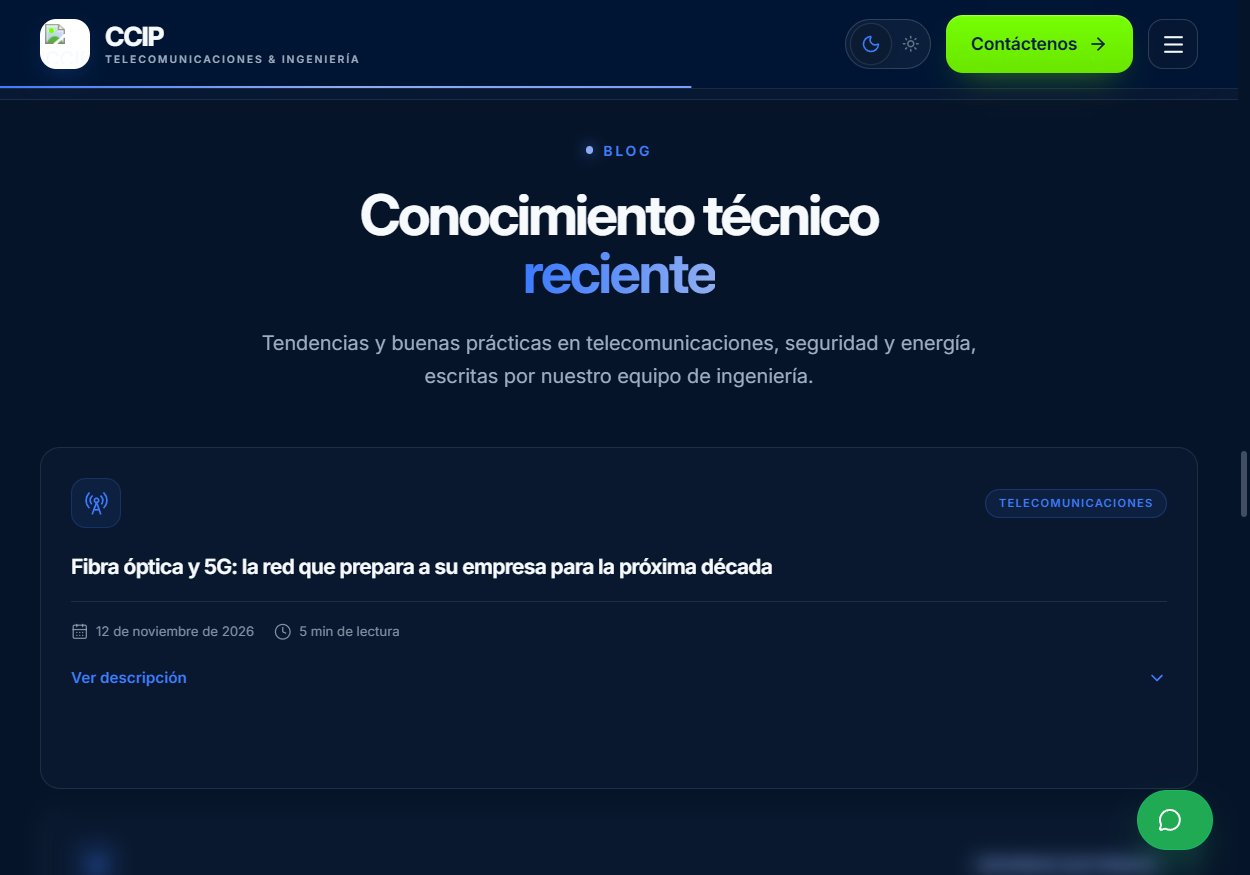 CCIP
TELECOMUNICACIONES & INGENIERÍA
Contáctenos
BLOG
Conocimiento técnico
reciente
Tendencias y buenas prácticas en telecomunicaciones, seguridad y energía,
escritas por nuestro equipo de ingeniería.
TELECOMUNICACIONES
Fibra óptica y 5G: la red que prepara a su empresa para la próxima década
12 de noviembre de 2026
5 min de lectura
Ver descripción